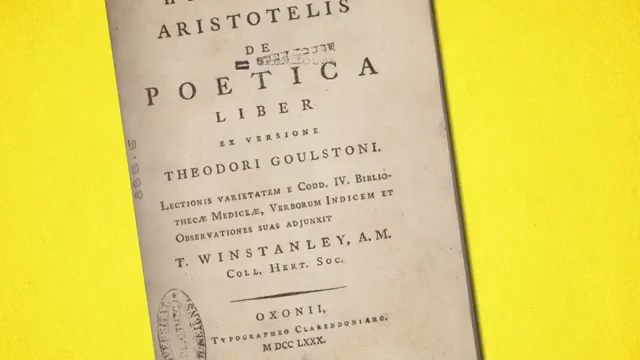 ARISTOTELIS
DE
POETICA
LIBER
EX VERSIONE
THEODORI GOULSTONI.
LECTIONIS VARIETATEM E CODD. IV. BIBLIO-
THECÆ MEDICEÆ, VERBORUM INDICEM ET
OBSERVATIONES SUAS ADJUNXIT
T. WINSTANLEY, A.M.
COLL. HERT. SOC.
OXONII,
TYPOGRAPHEO CLARENDONIANO.
M DCC LXXX.